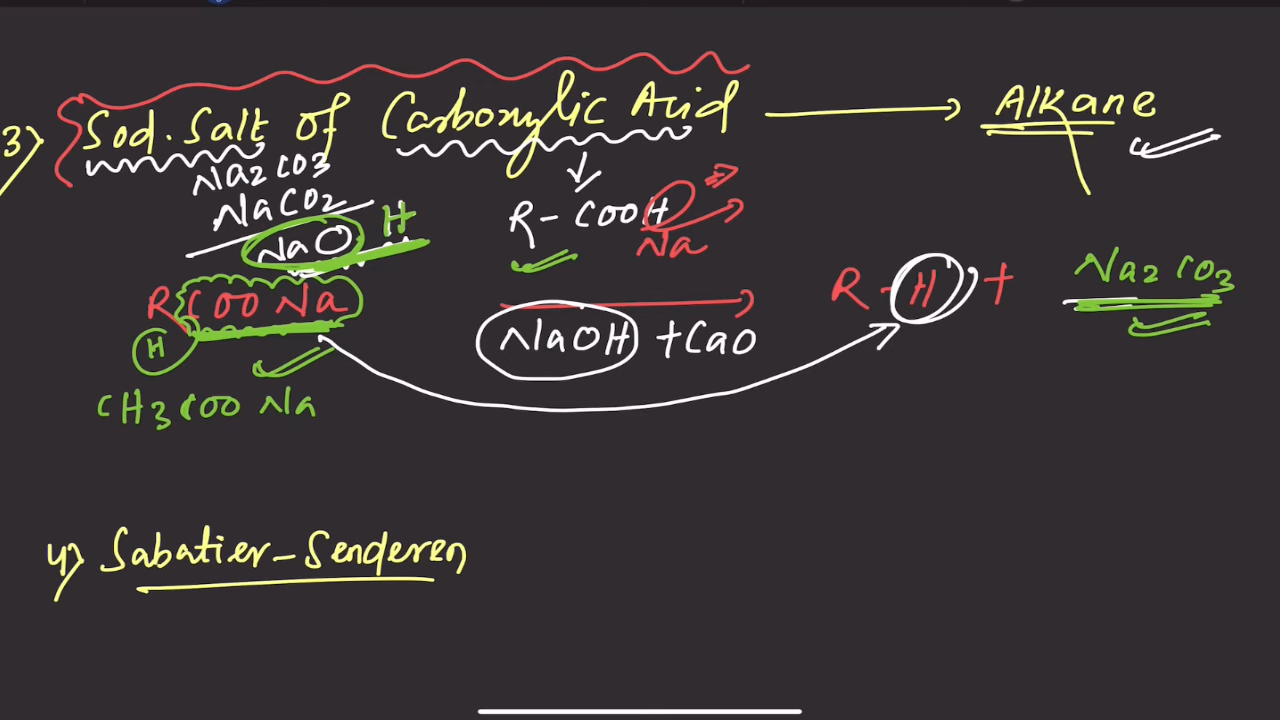 3) Sod. Salt of Carboxylic Acid → Alkane
Na2CO3
NaCO2
NaO H
R-COOH
Na
RCOONa
NaOH + CaO
R-H + Na2CO3
H
CH3COONa
4) Sabatier-Senderen